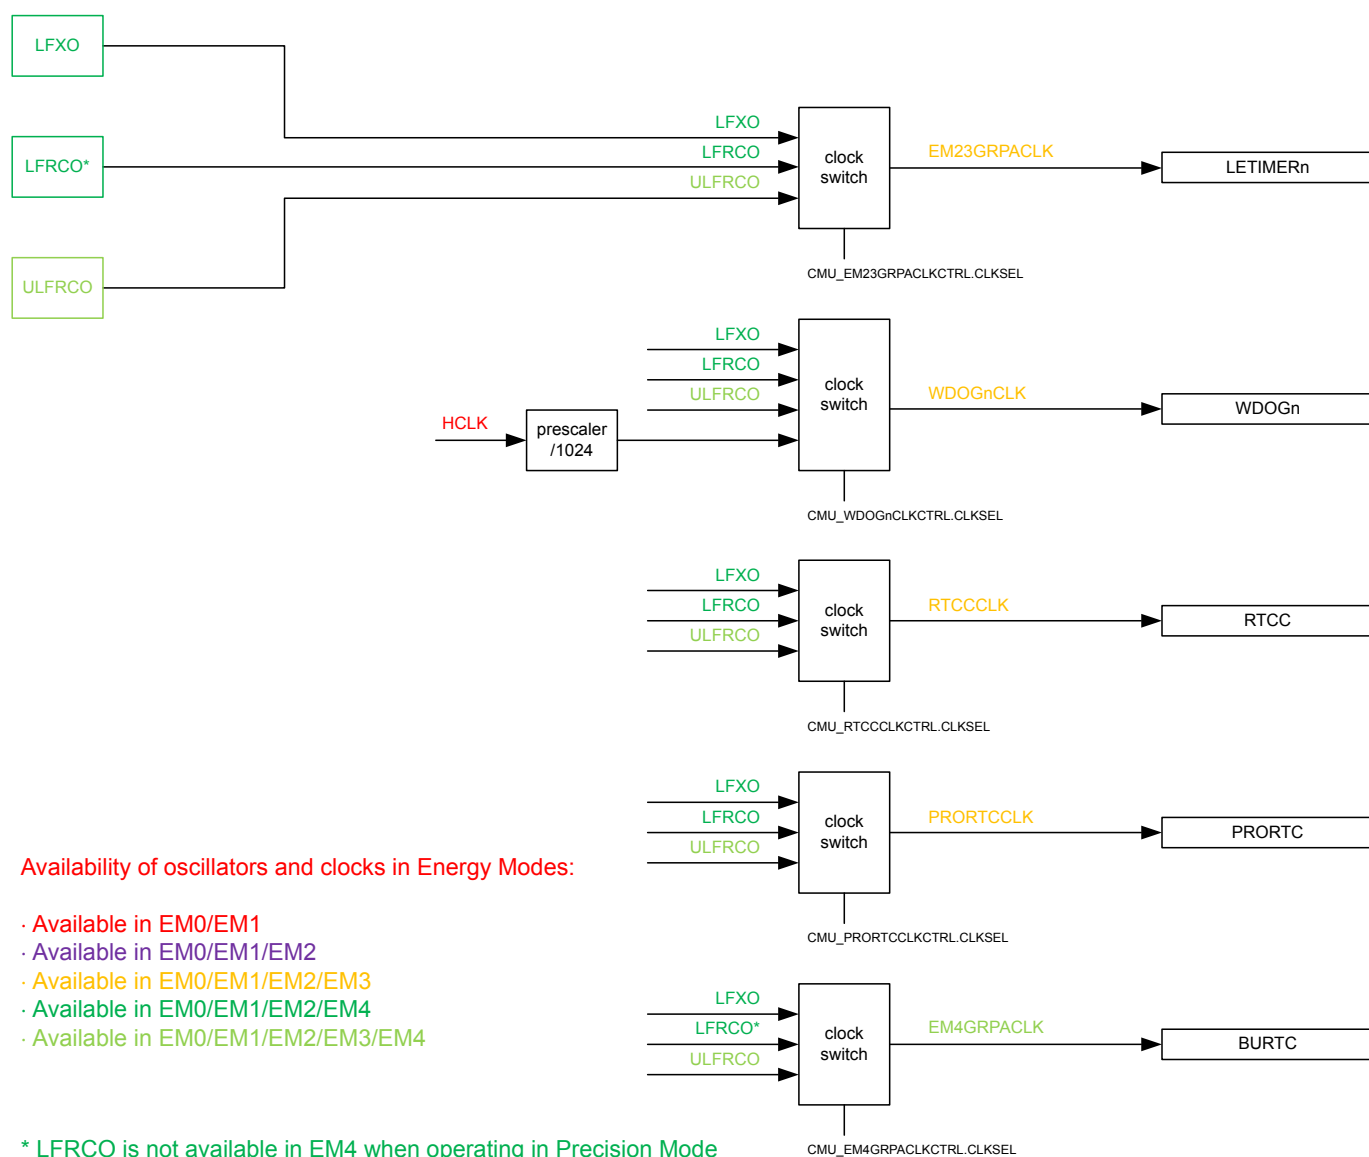 LFXO
LFXO
LFRCO*
LFRCO
ULFRCO
clock
switch
EM23GRPACLK
LETIMERn
ULFRCO
CMU_EM23GRPACLKCTRL.CLKSEL
LFXO
LFRCO
ULFRCO
HCLK
prescaler
/1024
clock
switch
WDOGnCLK
WDOGn
CMU_WDOGnCLKCTRL.CLKSEL
LFXO
LFRCO
ULFRCO
clock
switch
RTCCCLK
RTCC
CMU_RTCCCLKCTRL.CLKSEL
LFXO
LFRCO
ULFRCO
clock
switch
PRORTCCLK
PRORTC
CMU_PRORTCCLKCTRL.CLKSEL
Availability of oscillators and clocks in Energy Modes:
· Available in EM0/EM1
· Available in EM0/EM1/EM2
· Available in EM0/EM1/EM2/EM3
· Available in EM0/EM1/EM2/EM4
· Available in EM0/EM1/EM2/EM3/EM4
LFXO
LFRCO*
ULFRCO
clock
switch
EM4GRPACLK
BURTC
CMU_EM4GRPACLKCTRL.CLKSEL
* LFRCO is not available in EM4 when operating in Precision Mode